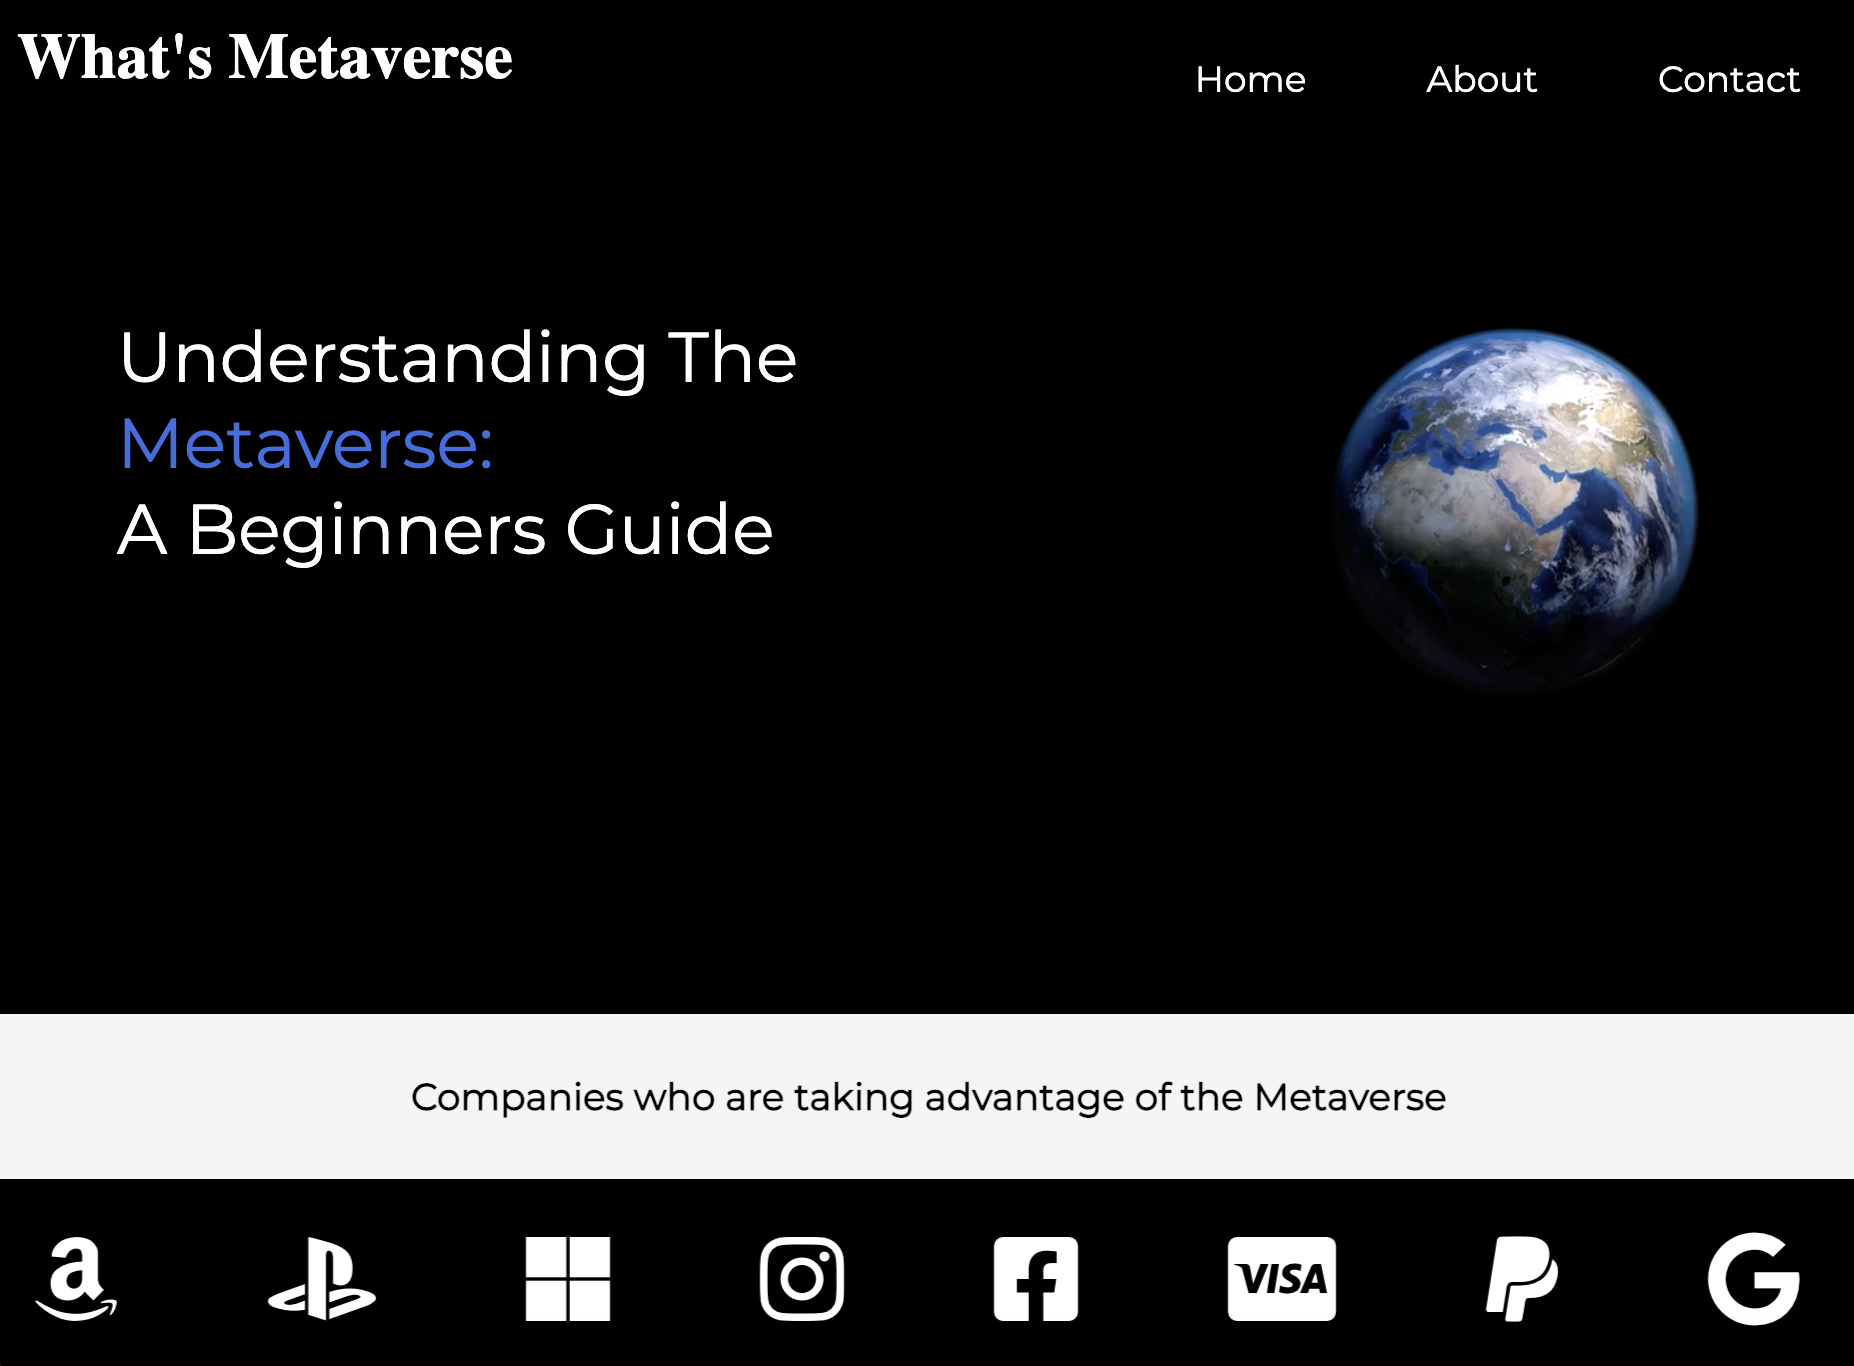 What's Metaverse
Home About Contact
Understanding The
Metaverse:
A Beginners Guide
Companies who are taking advantage of the Metaverse
VISA